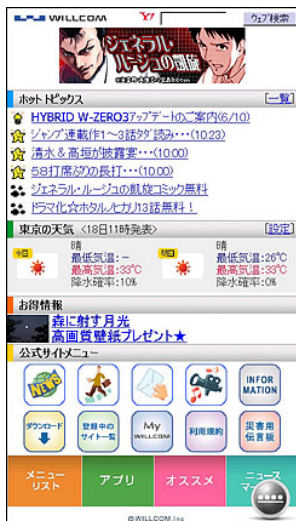 WILLCOM Y! ウェブ検索
ジェネラル・
ルージュの凱旋
ホットトピックス [一覧]
HYBRID W-ZERO3アップデートのご案内(6/10)
ジャンプ連載作1〜3話タダ読み・・・(10:23)
清水&高垣が披露宴・・・(10:00)
58打席ぶりの長打・・・(10:00)
ジェネラル・ルージュの凱旋コミック無料
ドラマ化☆ホタルノヒカリ13話無料!
東京の天気 <18日11時発表> [設定]
今日 晴 明日 晴
最低気温:- 最低気温:26℃
最高気温:33℃ 最高気温:33℃
降水確率:10% 降水確率:10%
お得情報
森に射す月光
高画質壁紙プレゼント★
公式サイトメニュー
NEWS INFOR
MATION
ダウンロード 登録中の
サイト一覧 My
WILLCOM 利用規約 災害用
伝言板
メニュー
リスト アプリ オススメ ニュース
©WILLCOM,Inc.